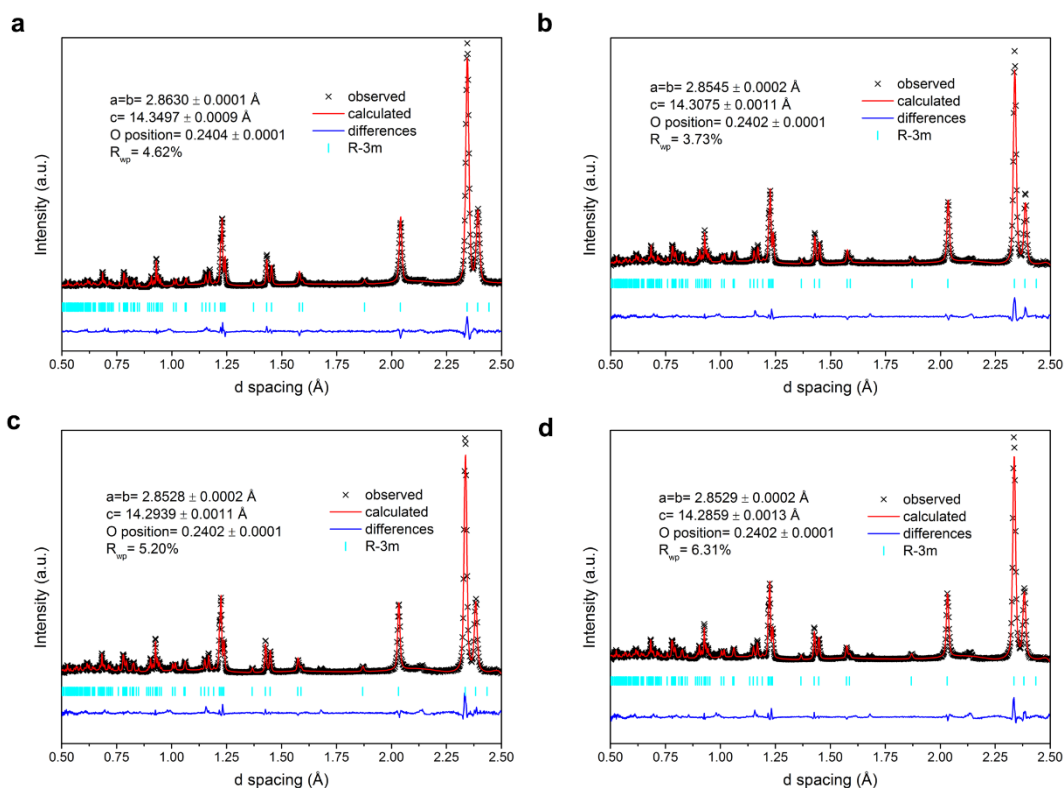 a
a=b= 2.8630 ± 0.0001 Å
c= 14.3497 ± 0.0009 Å
O position= 0.2404 ± 0.0001
Rwp = 4.62%
observed
calculated
differences
R-3m
Intensity (a.u.)
0.50 0.75 1.00 1.25 1.50 1.75 2.00 2.25 2.50
d spacing (Å)
b
a=b= 2.8545 ± 0.0002 Å
c= 14.3075 ± 0.0011 Å
O position= 0.2402 ± 0.0001
Rwp = 3.73%
observed
calculated
differences
R-3m
Intensity (a.u.)
0.50 0.75 1.00 1.25 1.50 1.75 2.00 2.25 2.50
d spacing (Å)
c
a=b= 2.8528 ± 0.0002 Å
c= 14.2939 ± 0.0011 Å
O position= 0.2402 ± 0.0001
Rwp = 5.20%
observed
calculated
differences
R-3m
Intensity (a.u.)
0.50 0.75 1.00 1.25 1.50 1.75 2.00 2.25 2.50
d spacing (Å)
d
a=b= 2.8529 ± 0.0002 Å
c= 14.2859 ± 0.0013 Å
O position= 0.2402 ± 0.0001
Rwp = 6.31%
observed
calculated
differences
R-3m
Intensity (a.u.)
0.50 0.75 1.00 1.25 1.50 1.75 2.00 2.25 2.50
d spacing (Å)